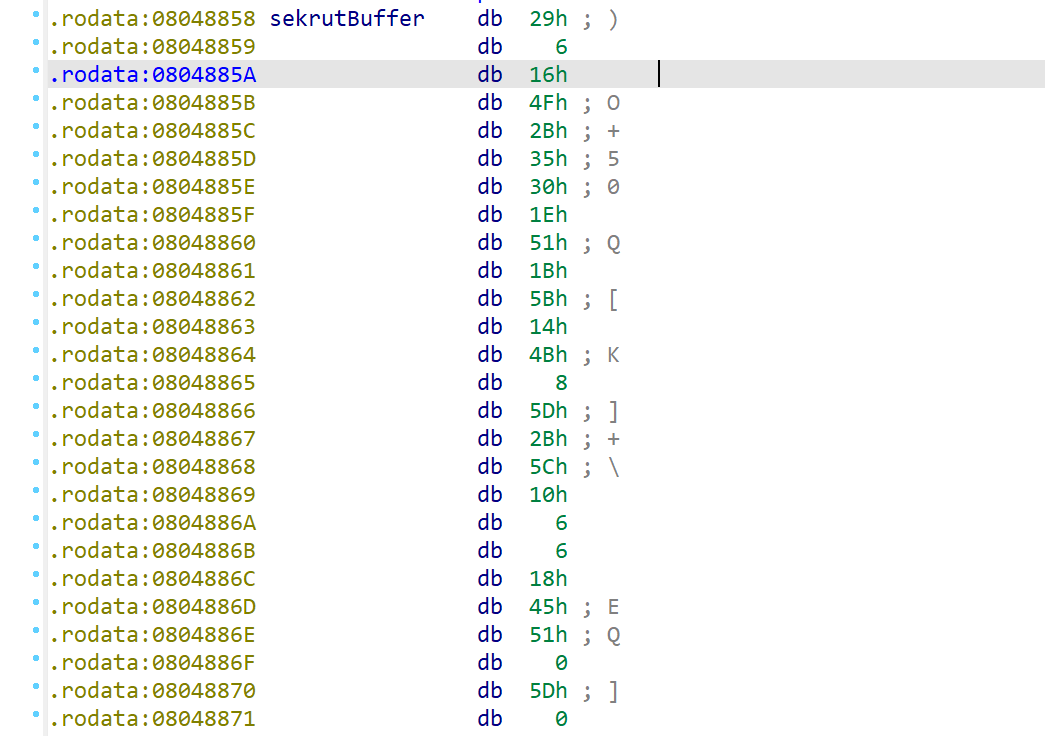 .rodata:08048858 sekrutBuffer db 29h ; )
.rodata:08048859 db 6
.rodata:0804885A db 16h
.rodata:0804885B db 4Fh ; O
.rodata:0804885C db 2Bh ; +
.rodata:0804885D db 35h ; 5
.rodata:0804885E db 30h ; 0
.rodata:0804885F db 1Eh
.rodata:08048860 db 51h ; Q
.rodata:08048861 db 1Bh
.rodata:08048862 db 5Bh ; [
.rodata:08048863 db 14h
.rodata:08048864 db 4Bh ; K
.rodata:08048865 db 8
.rodata:08048866 db 5Dh ; ]
.rodata:08048867 db 2Bh ; +
.rodata:08048868 db 5Ch ; \
.rodata:08048869 db 10h
.rodata:0804886A db 6
.rodata:0804886B db 6
.rodata:0804886C db 18h
.rodata:0804886D db 45h ; E
.rodata:0804886E db 51h ; Q
.rodata:0804886F db 0
.rodata:08048870 db 5Dh ; ]
.rodata:08048871 db 0